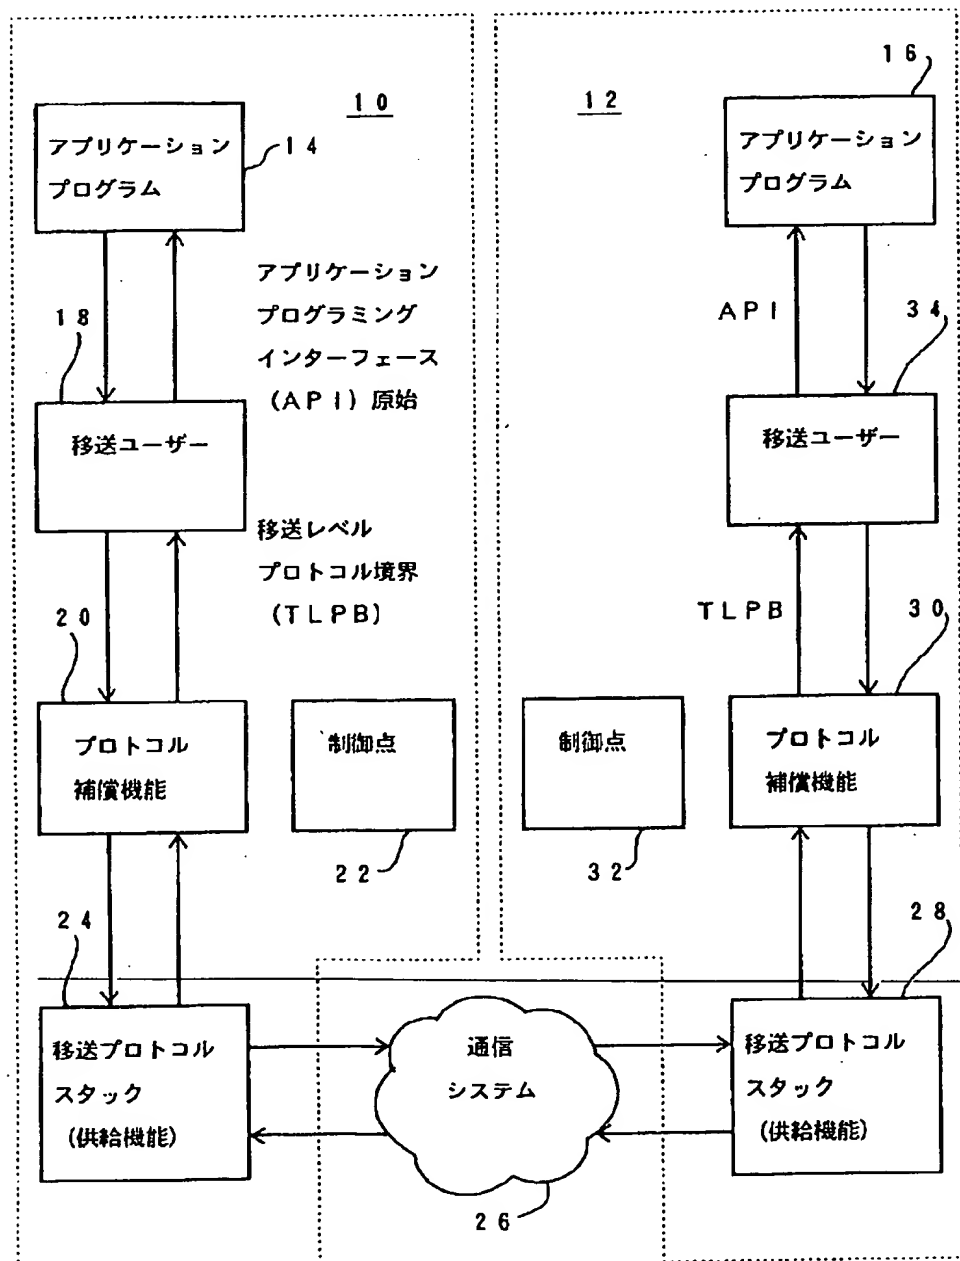 10
12
16
アプリケーション
プログラム
14
アプリケーション
プログラム
アプリケーション
プログラミング
インターフェース
(API)原始
18
API
34
移送ユーザー
移送ユーザー
移送レベル
プロトコル境界
(TLPB)
20
TLPB
30
プロトコル
補償機能
制御点
制御点
プロトコル
補償機能
22
32
24
28
移送プロトコル
スタック
(供給機能)
通信
システム
移送プロトコル
スタック
(供給機能)
26